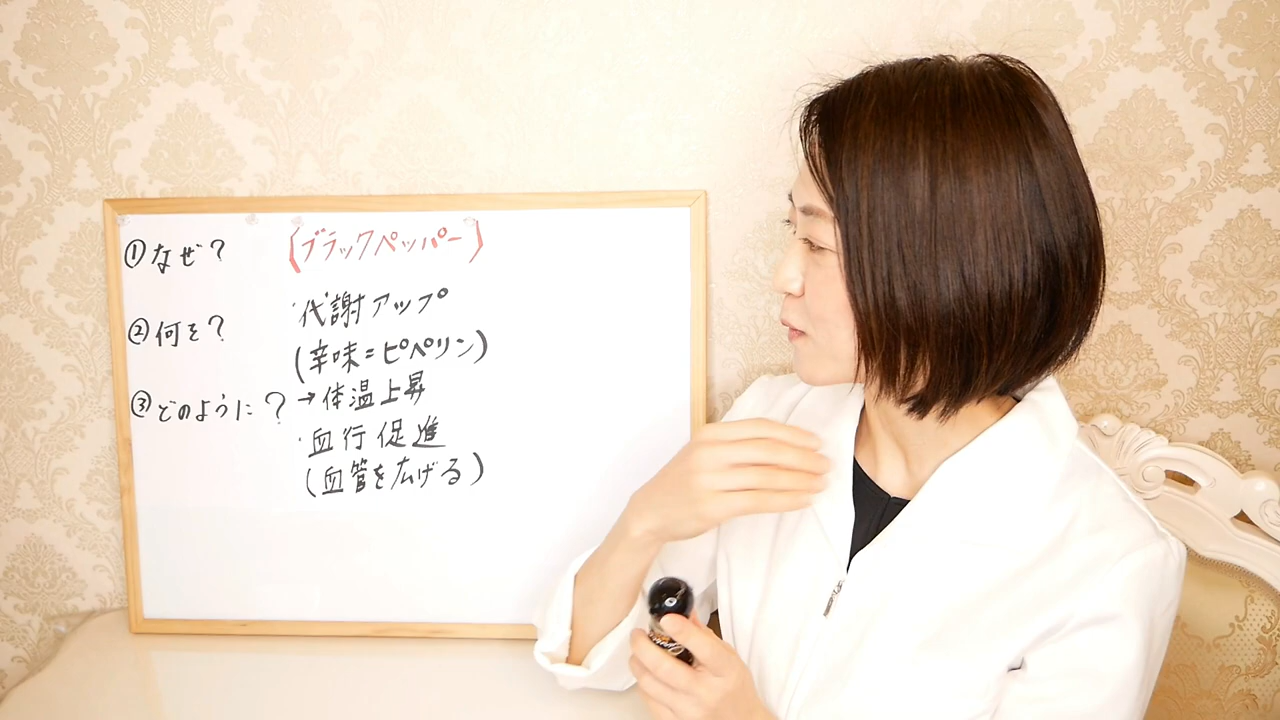 ①なぜ？
②何を？
③どのように？
〔ブラックペッパー〕
・代謝アップ
(辛味=ピペリン)
→体温上昇
・血行促進
(血管を広げる)